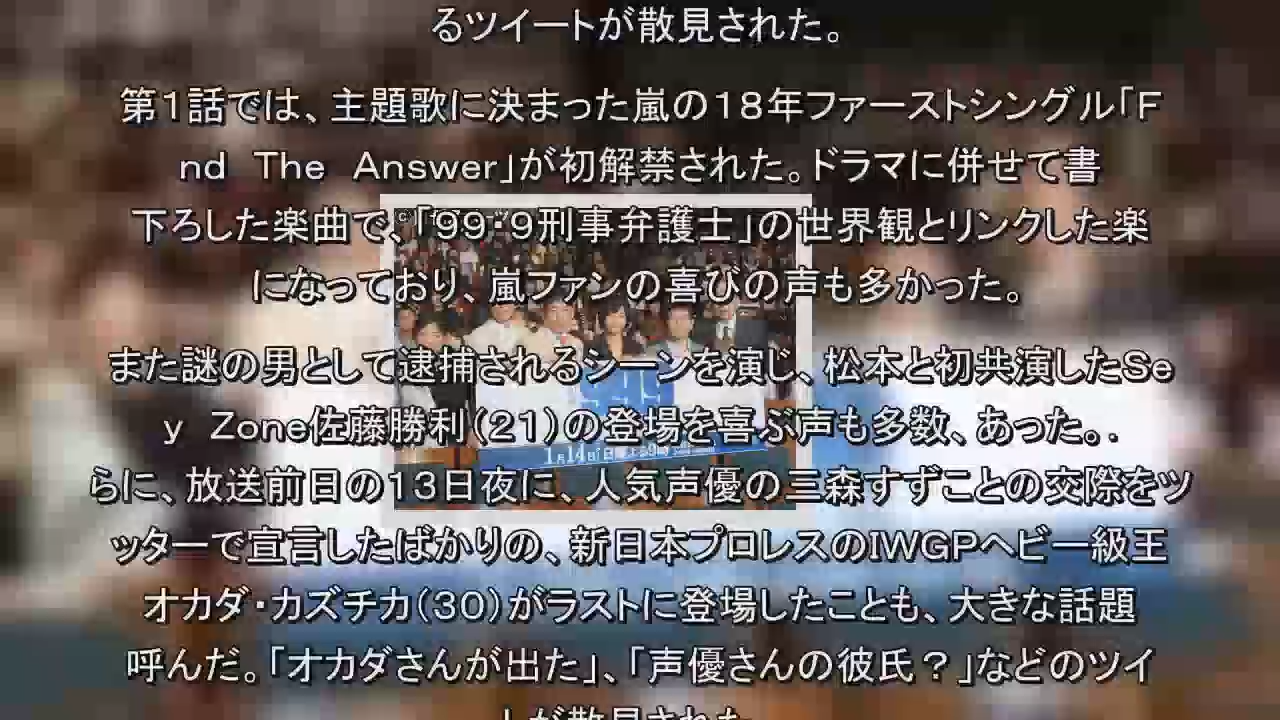 るツイートが散見された。
第１話では、主題歌に決まった嵐の１８年ファーストシングル「Ｆ
ｎｄ　Ｔｈｅ　Ａｎｓｗｅｒ」が初解禁された。ドラマに併せて書
下ろした楽曲で、「９９・９刑事弁護士」の世界観とリンクした楽
になっており、嵐ファンの喜びの声も多かった。
また謎の男として逮捕されるシーンを演じ、松本と初共演したＳｅ
ｙ　Ｚｏｎｅ佐藤勝利（２１）の登場を喜ぶ声も多数、あった。．
1月14日
らに、放送前日の１３日夜に、人気声優の三森すずことの交際をツ
ッターで宣言したばかりの、新日本プロレスのＩＷＧＰヘビー級王
オカダ・カズチカ（３０）がラストに登場したことも、大きな話題
呼んだ。「オカダさんが出た」、「声優さんの彼氏？」などのツイ
トが散見された